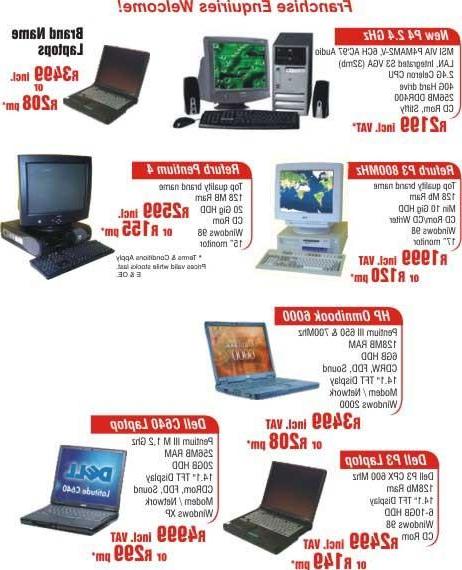 Franchise Enquiries Welcome!
New P4 2.4 GHz
MSI VIA P4MAM2-V, 6CH AC'97 Audio
LAN, Integrated S3 VGA (32mb)
2.4G Celeron CPU
40G Hard drive
256MB DDR400
CD Rom, Stiffy
R2199 Incl. VAT*
Brand Name
Laptops
R3499 Incl.
or
R208 pm*
Refurb P3 800MHz
Top quality brand name
128 Mb Ram
Min 10 Gig HDD
CD Rom/CD Writer
Windows 98
17" monitor
R1999 Incl. VAT
or R120 pm*
Refurb Pentium 4
Top quality brand name
128 MB Ram
20 Gig HDD
CD Rom
Windows 98
15" monitor
R2599 Incl.
or R155 pm*
* Terms & Conditions Apply
Prices valid while stocks last.
E & OE.
HP Omnibook 6000
Pentium III 650 & 700Mhz
128MB RAM
6GB HDD
CDRW, FDD, Sound
14.1" TFT Display
Modem / Network
Windows 2000
R3499 Incl. VAT
or R208 pm*
6000
Dell P3 Laptop
Dell P3 CPX 600 Mhz
128Mb Ram
14.1" TFT Display
6-10GB HDD
Windows 98
CD Rom
R2499 Incl. VAT
or R149 pm*
Dell C640 Laptop
Pentium III M 1.2 Ghz
256MB RAM
20GB HDD
14.1" TFT Display
CDRom, FDD, Sound
Modem / Network
Windows XP
R4999 Incl. VAT
or R299 pm*
DELL
Latitude C640